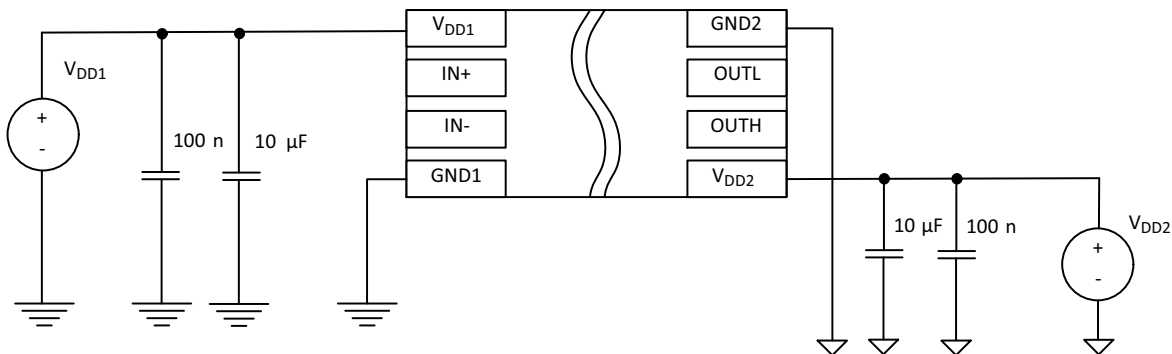 VDD1
+
-
100 n
10 µF
VDD1
IN+
IN-
GND1
GND2
OUTL
OUTH
VDD2
10 µF
100 n
VDD2
+
-